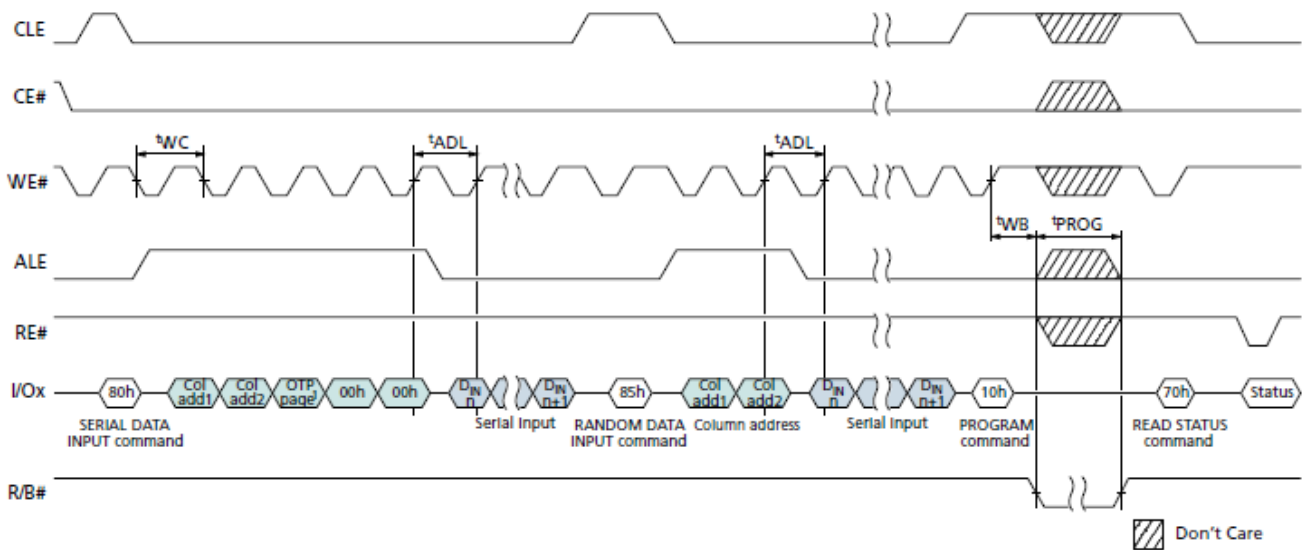 CLE
CE#
tWC
tADL
tADL
WE#
tWB
tPROG
ALE
RE#
I/Ox
80h
Col add1
Col add2
OTP page1
00h
00h
DIN n
DIN n+1
85h
Col add1
Col add2
DIN n
DIN n+1
10h
70h
Status
SERIAL DATA
INPUT command
Serial input
RANDOM DATA
INPUT command
Column address
Serial input
PROGRAM
command
READ STATUS
command
R/B#
Don't Care